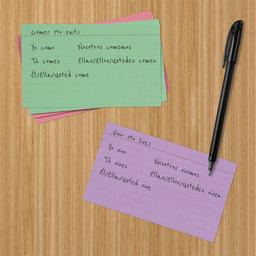 Comer (to eat)
Yo como Nosotros comemos
Tú comes Ellos/Ellas/Ustedes comen
Él/Ella/Usted come
Vivir (to live)
Yo vivo Nosotros vivimos
Tú vives Ellos/Ellas/Ustedes viven
Él/Ella/Usted vive